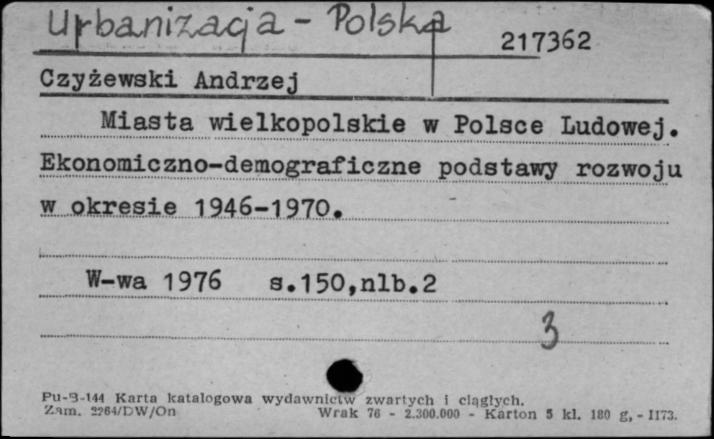 Urbanizacja - Polska
217362
Czyżewski Andrzej
Miasta wielkopolskie w Polsce Ludowej.
Ekonomiczno-demograficzne podstawy rozwoju
w okresie 1946-1970.
W-wa 1976 s.150,nlb.2
3
Pu-B-144 Karta katalogowa wydawnictw zwartych i ciągłych.
Zam. 2264/DW/On Wrak 76 - 2.300.000 - Karton 5 kl. 180 g, - II73.